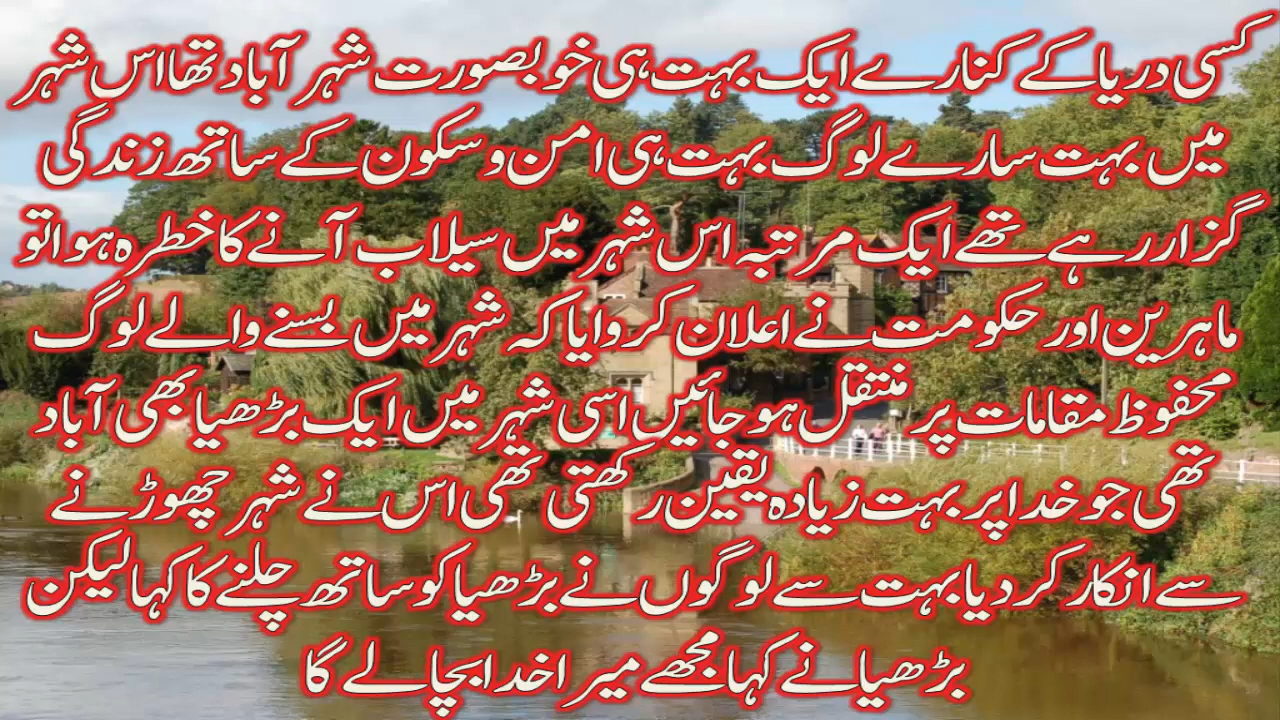 کسی دریا کے کنارے ایک بہت ہی خوبصورت شہر آباد تھا اس شہر
میں بہت سارے لوگ بہت ہی امن و سکون کے ساتھ زندگی
گزار رہے تھے ایک مرتبہ اس شہر میں سیلاب آنے کا خطرہ ہوا تو
ماہرین اور حکومت نے اعلان کروایا کہ شہر میں بسنے والے لوگ
محفوظ مقامات پر منتقل ہو جائیں اسی شہر میں ایک بڑھیا بھی آباد
تھی جو خدا پر بہت زیادہ یقین رکھتی تھی اس نے شہر چھوڑنے
سے انکار کر دیا بہت سے لوگوں نے بڑھیا کو ساتھ چلنے کا کہا لیکن
بڑھیا نے کہا مجھے میرا خدا بچا لے گا